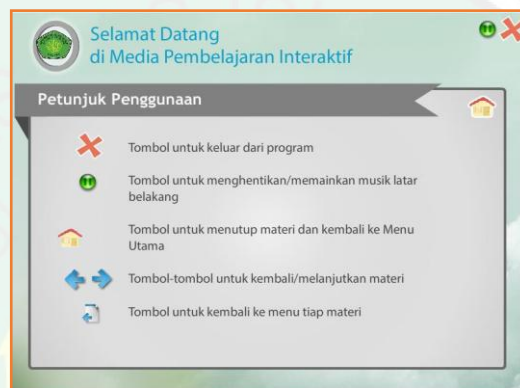 Selamat Datang
di Media Pembelajaran Interaktif
Petunjuk Penggunaan
Tombol untuk keluar dari program
Tombol untuk menghentikan/memainkan musik latar
belakang
Tombol untuk menutup materi dan kembali ke Menu
Utama
Tombol-tombol untuk kembali/melanjutkan materi
Tombol untuk kembali ke menu tiap materi